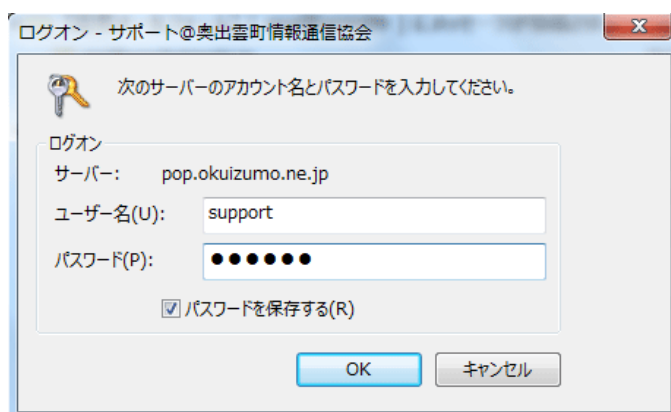 ログオン - サポート@奥出雲町情報通信協会
次のサーバーのアカウント名とパスワードを入力してください。
ログオン
サーバー: pop.okuizumo.ne.jp
ユーザー名(U): support
パスワード(P): ●●●●●●
パスワードを保存する(R)
OK キャンセル